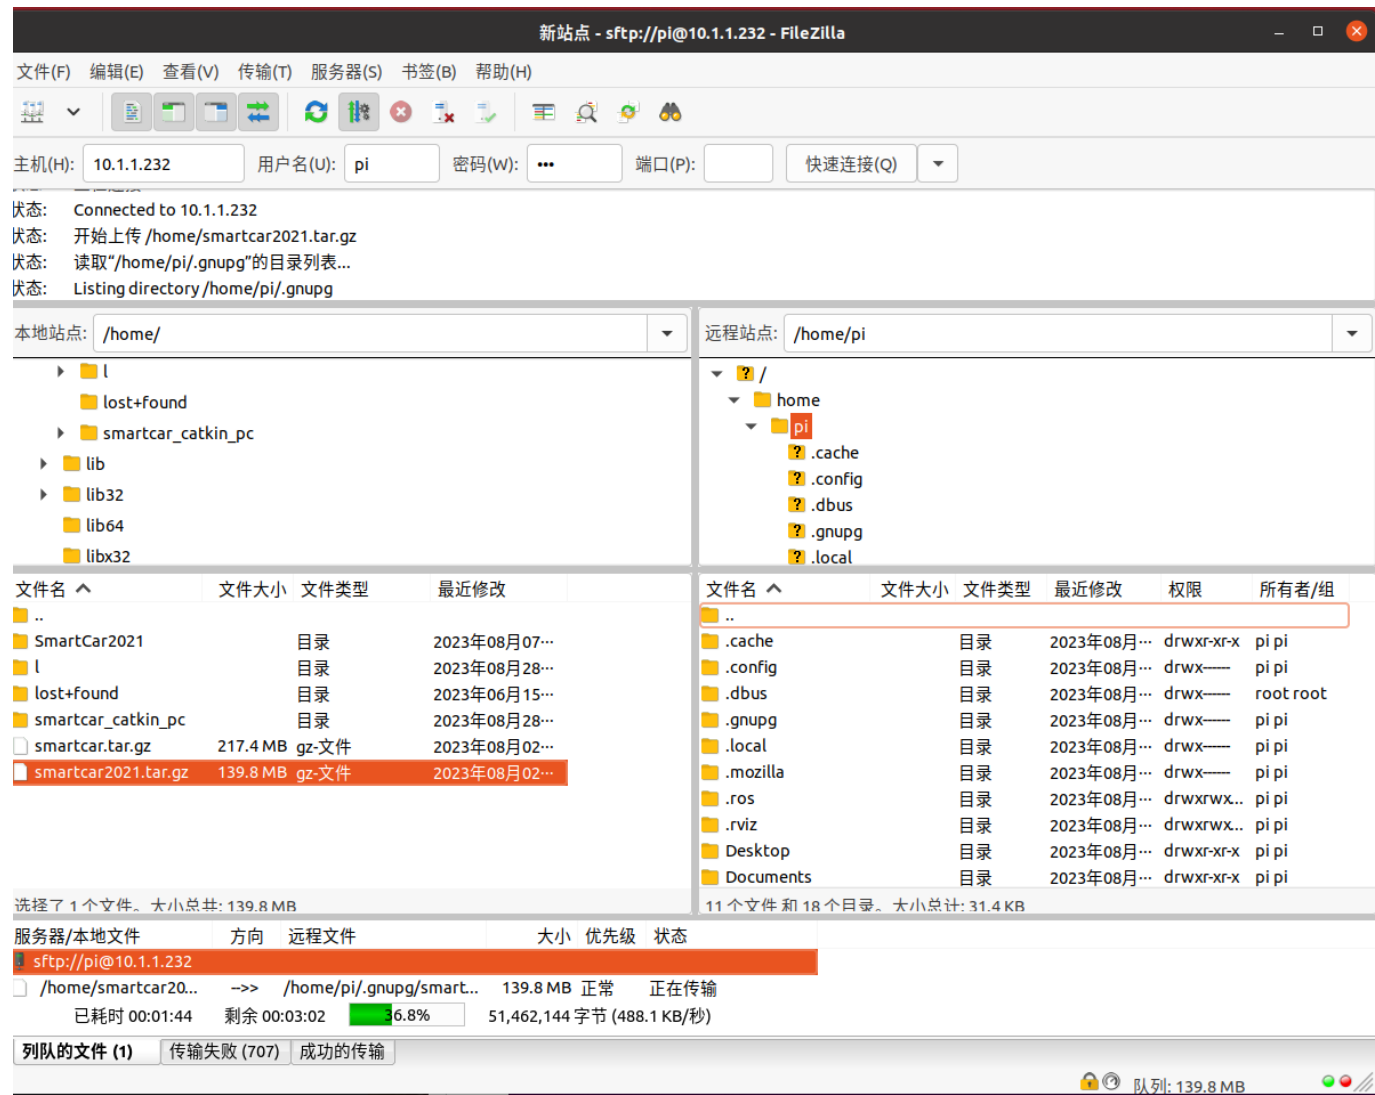 新站点 - sftp://pi@10.1.1.232 - FileZilla
文件(F) 编辑(E) 查看(V) 传输(T) 服务器(S) 书签(B) 帮助(H)
主机(H): 10.1.1.232 用户名(U): pi 密码(W): ••• 端口(P): 快速连接(Q)
状态: Connected to 10.1.1.232
状态: 开始上传 /home/smartcar2021.tar.gz
状态: 读取“/home/pi/.gnupg”的目录列表...
状态: Listing directory /home/pi/.gnupg
本地站点: /home/
l
lost+found
smartcar_catkin_pc
lib
lib32
lib64
libx32
远程站点: /home/pi
/
home
pi
.cache
.config
.dbus
.gnupg
.local
文件名 文件大小 文件类型 最近修改
..
SmartCar2021 目录 2023年08月07···
l 目录 2023年08月28···
lost+found 目录 2023年06月15···
smartcar_catkin_pc 目录 2023年08月28···
smartcar.tar.gz 217.4 MB gz-文件 2023年08月02···
smartcar2021.tar.gz 139.8 MB gz-文件 2023年08月02···
选择了 1 个文件。大小总共: 139.8 MB
文件名 文件大小 文件类型 最近修改 权限 所有者/组
..
.cache 目录 2023年08月··· drwxr-xr-x pi pi
.config 目录 2023年08月··· drwx------ pi pi
.dbus 目录 2023年08月··· drwx------ root root
.gnupg 目录 2023年08月··· drwx------ pi pi
.local 目录 2023年08月··· drwx------ pi pi
.mozilla 目录 2023年08月··· drwx------ pi pi
.ros 目录 2023年08月··· drwxrwx... pi pi
.rviz 目录 2023年08月··· drwxrwx... pi pi
Desktop 目录 2023年08月··· drwxr-xr-x pi pi
Documents 目录 2023年08月··· drwxr-xr-x pi pi
11 个文件 和 18 个目录。大小总计: 31.4 KB
服务器/本地文件 方向 远程文件 大小 优先级 状态
sftp://pi@10.1.1.232
/home/smartcar20... -->> /home/pi/.gnupg/smart... 139.8 MB 正常 正在传输
已耗时 00:01:44 剩余 00:03:02 36.8% 51,462,144 字节 (488.1 KB/秒)
列队的文件 (1) 传输失败 (707) 成功的传输
队列: 139.8 MB